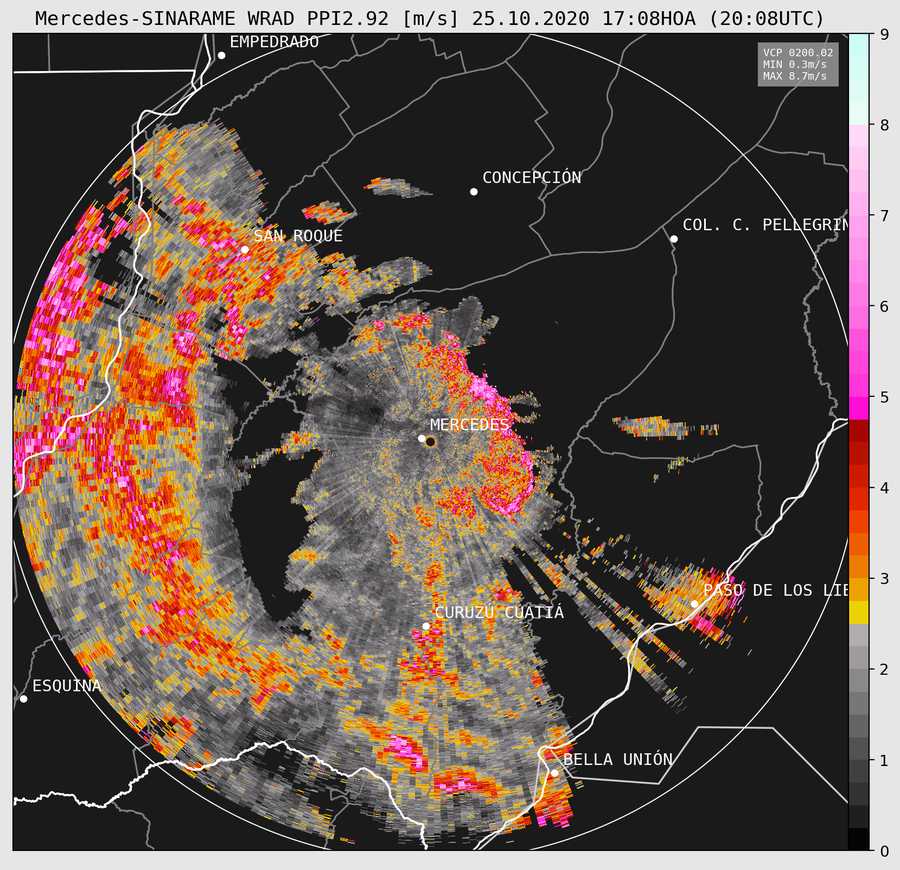 Mercedes-SINARAME WRAD PPI2.92 [m/s] 25.10.2020 17:08HOA (20:08UTC)
EMPEDRADO
VCP 0200.02
MIN 0.3m/s
MAX 8.7m/s
CONCEPCIÓN
COL. C. PELLEGRIN
SAN ROQUE
MERCEDES
PASO DE LOS LIE
CURUZÚ CUATIÁ
ESQUINA
BELLA UNIÓN
9
8
7
6
5
4
3
2
1
0